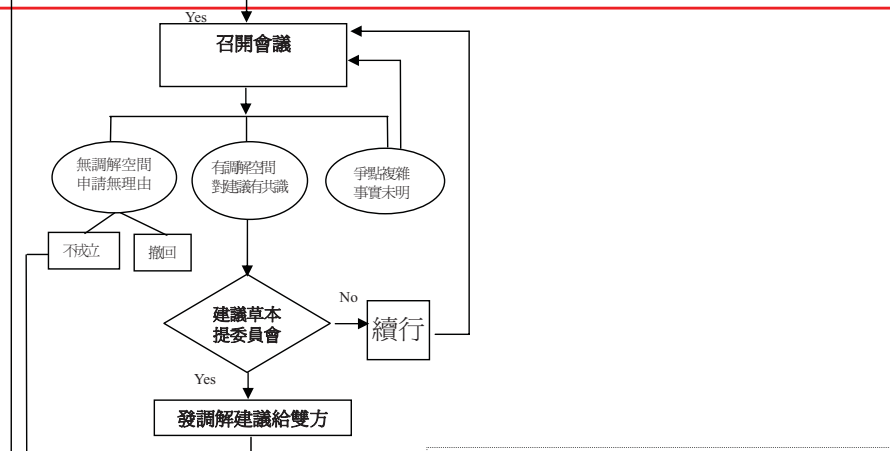 Yes
召開會議
無調解空間
申請無理由
有調解空間
對建議有共識
爭點複雜
事實未明
不成立
撤回
建議草本
提委員會
No
續行
Yes
發調解建議給雙方